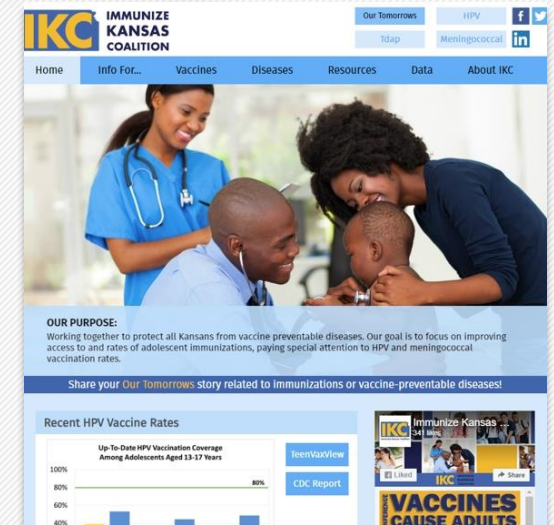 IKC
IMMUNIZE
KANSAS
COALITION
Our Tomorrows
HPV
Tdap
Meningococcal
Home
Info For...
Vaccines
Diseases
Resources
Data
About IKC
OUR PURPOSE:
Working together to protect all Kansans from vaccine preventable diseases. Our goal is to focus on improving
access to and rates of adolescent immunizations, paying special attention to HPV and meningococcal
vaccination rates.
Share your Our Tomorrows story related to immunizations or vaccine-preventable diseases!
Recent HPV Vaccine Rates
Up-To-Date HPV Vaccination Coverage
Among Adolescents Aged 13-17 Years
100%
80%
80%
60%
40%
TeenVaxView
CDC Report
IKC
Immunize Kansas ...
341 likes
Liked
IKC
Share
VACCINES
CAUSE ADULTS